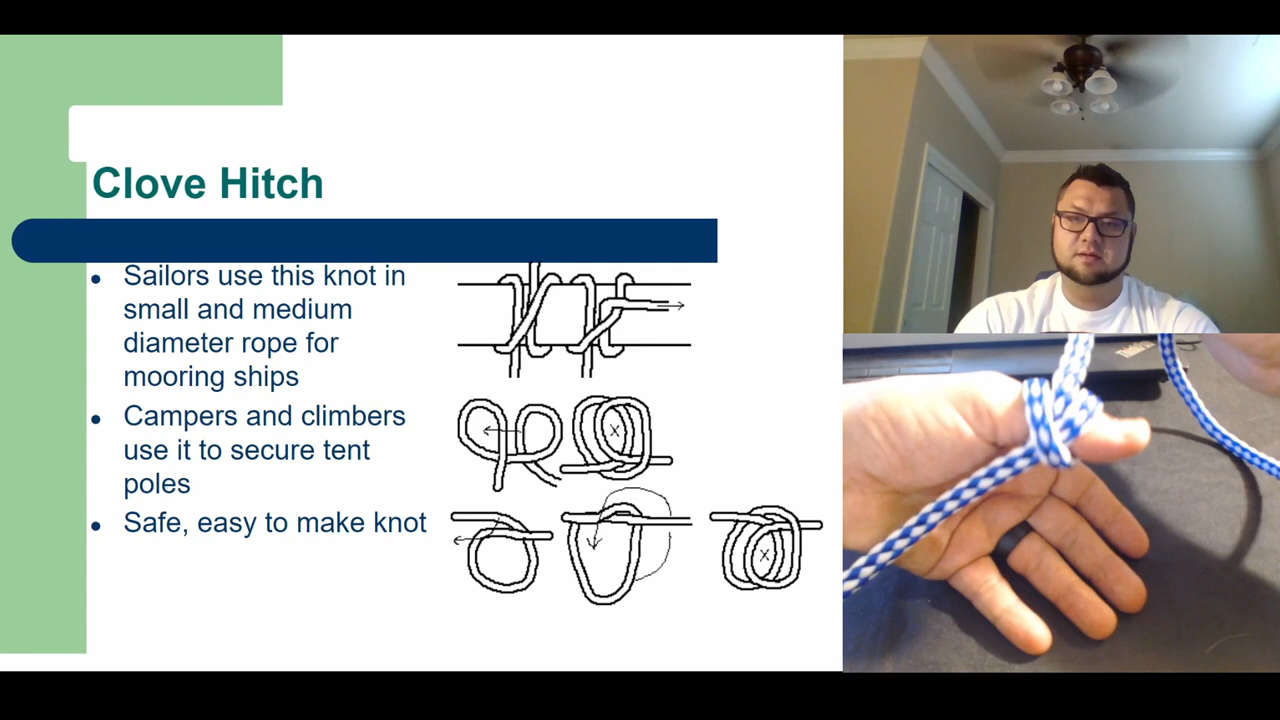 Clove Hitch
• Sailors use this knot in
small and medium
diameter rope for
mooring ships
• Campers and climbers
use it to secure tent
poles
• Safe, easy to make knot
X
X